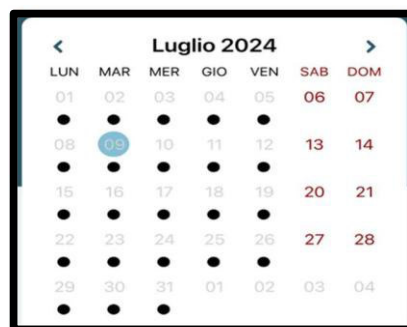 < Luglio 2024 >
LUN MAR MER GIO VEN SAB DOM
01 02 03 04 05 06 07
08 09 10 11 12 13 14
15 16 17 18 19 20 21
22 23 24 25 26 27 28
29 30 31 01 02 03 04